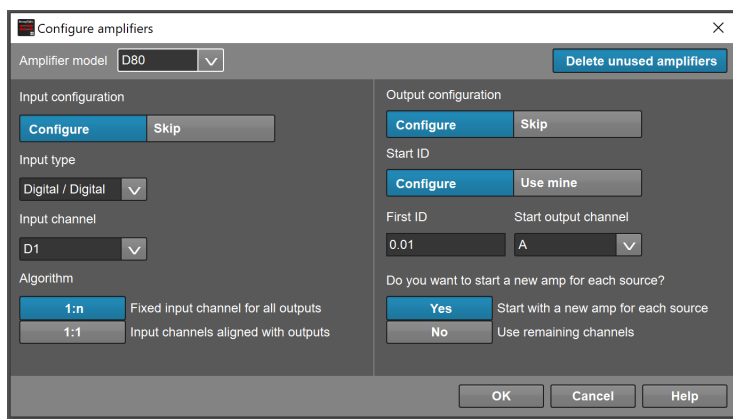 Configure amplifiers
Amplifier model D80 Delete unused amplifiers
Input configuration
Configure Skip
Input type
Digital / Digital
Input channel
D1
Algorithm
1:n Fixed input channel for all outputs
1:1 Input channels aligned with outputs
Output configuration
Configure Skip
Start ID
Configure Use mine
First ID Start output channel
0.01 A
Do you want to start a new amp for each source?
Yes Start with a new amp for each source
No Use remaining channels
OK Cancel Help